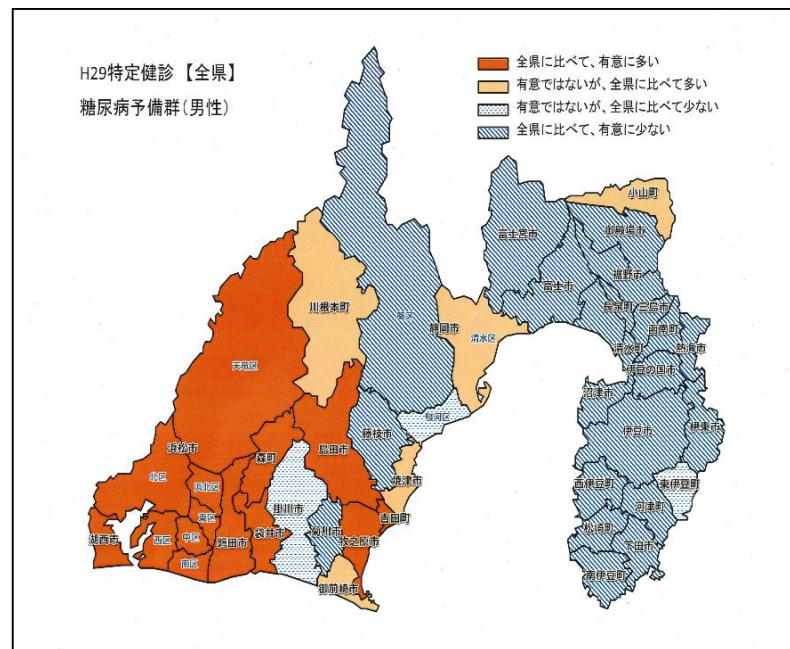 H29特定健診【全県】
糖尿病予備群(男性)
全県に比べて、有意に多い
有意ではないが、全県に比べて多い
有意ではないが、全県に比べて少ない
全県に比べて、有意に少ない
小山町
御殿場市
富士宮市
裾野市
富士市
長泉町
三島市
函南町
清水町
熱海市
伊豆の国市
沼津市
伊豆市
伊東市
西伊豆町
東伊豆町
河津町
松崎町
下田市
南伊豆町
川根本町
葵区
静岡市
清水区
駿河区
天竜区
藤枝市
島田市
焼津市
森町
浜松市
北区
浜北区
東区
中区
西区
南区
湖西市
磐田市
袋井市
掛川市
菊川市
牧之原市
吉田町
御前崎市